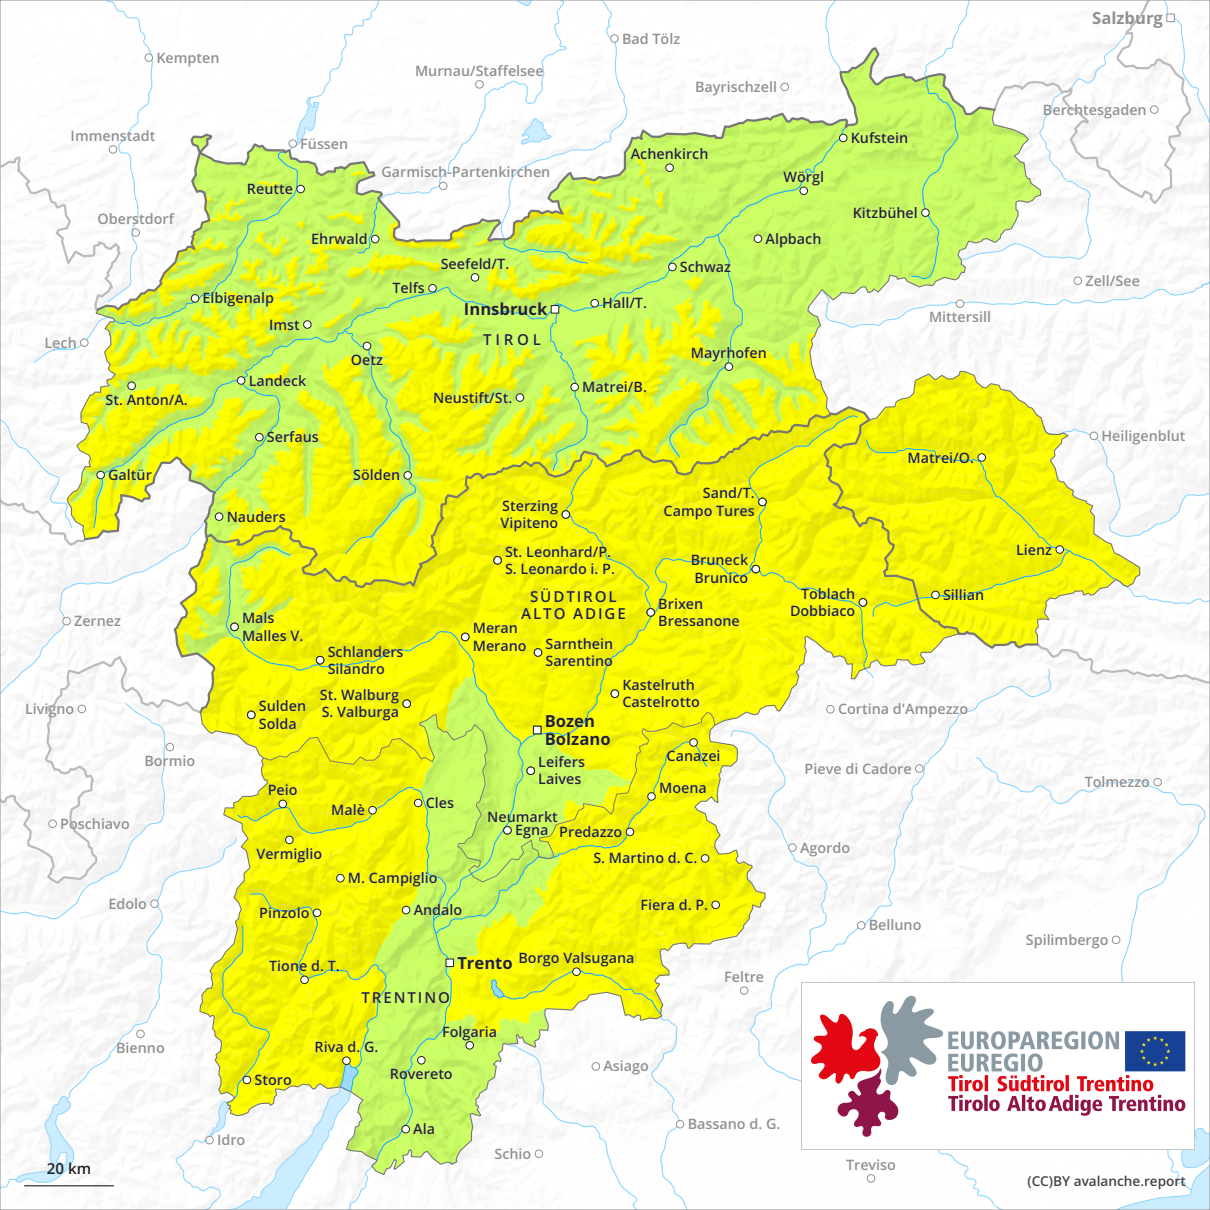 Salzburg
Bad Tölz
Kempten
Murnau/Staffelsee
Bayrischzell
Berchtesgaden
Immenstadt
Füssen
Kufstein
Achenkirch
Garmisch-Partenkirchen
Wörgl
Reutte
Oberstdorf
Kitzbühel
Ehrwald
Alpbach
Seefeld/T.
Schwaz
Zell/See
Telfs
Elbigenalp
Hall/T.
Innsbruck
Mittersill
Imst
TIROL
Lech
Oetz
Mayrhofen
Landeck
Matrei/B.
St. Anton/A.
Neustift/St.
Serfaus
Heiligenblut
Matrei/O.
Galtür
Sölden
Sand/T.
Campo Tures
Sterzing
Vipiteno
Nauders
St. Leonhard/P.
S. Leonardo i. P.
Lienz
Bruneck
Brunico
SÜDTIROL
ALTO ADIGE
Toblach
Dobbiaco
Sillian
Brixen
Bressanone
Zernez
Mals
Malles V.
Meran
Merano
Sarnthein
Sarentino
Schlanders
Silandro
Kastelruth
Castelrotto
St. Walburg
S. Valburga
Livigno
Sulden
Solda
Cortina d'Ampezzo
Bozen
Bolzano
Bormio
Canazei
Leifers
Laives
Pieve di Cadore
Tolmezzo
Peio
Moena
Malè
Cles
Neumarkt
Egna
Poschiavo
Predazzo
Vermiglio
Agordo
S. Martino d. C.
M. Campiglio
Edolo
Pinzolo
Andalo
Fiera d. P.
Belluno
Spilimbergo
Borgo Valsugana
Trento
Tione d. T.
Feltre
TRENTINO
Folgaria
Bienno
Riva d. G.
Rovereto
Asiago
Storo
EUROPAREGION
EUREGIO
Tirol Südtirol Trentino
Tirolo Alto Adige Trentino
Ala
Bassano d. G.
Idro
Schio
Treviso
20 km
(CC)BY avalanche.report